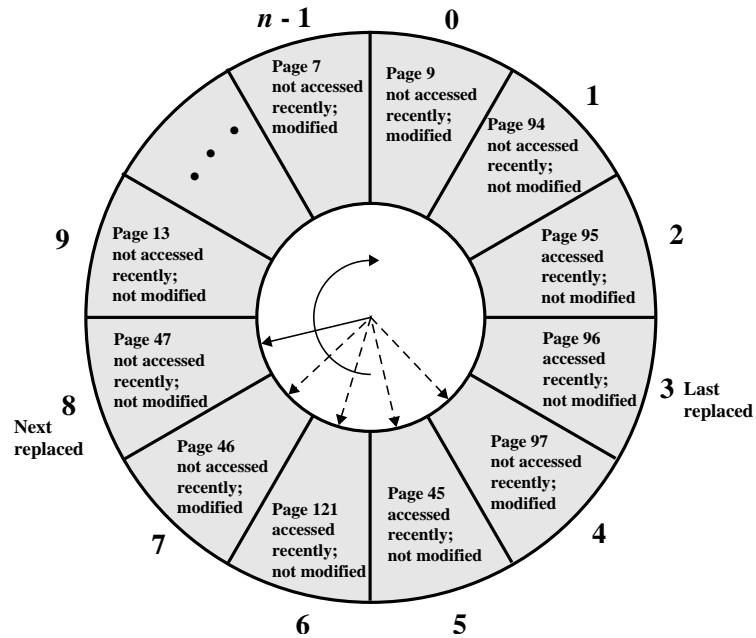 n - 1
0
Page 7
not accessed
recently;
modified
Page 9
not accessed
recently;
modified
1
Page 94
not accessed
recently;
not modified
2
Page 95
accessed
recently;
not modified
3
Last
replaced
Page 96
accessed
recently;
not modified
4
Page 97
not accessed
recently;
modified
5
Page 45
accessed
recently;
not modified
6
Page 121
accessed
recently;
not modified
7
Page 46
not accessed
recently;
modified
8
Next
replaced
Page 47
not accessed
recently;
not modified
9
Page 13
not accessed
recently;
not modified